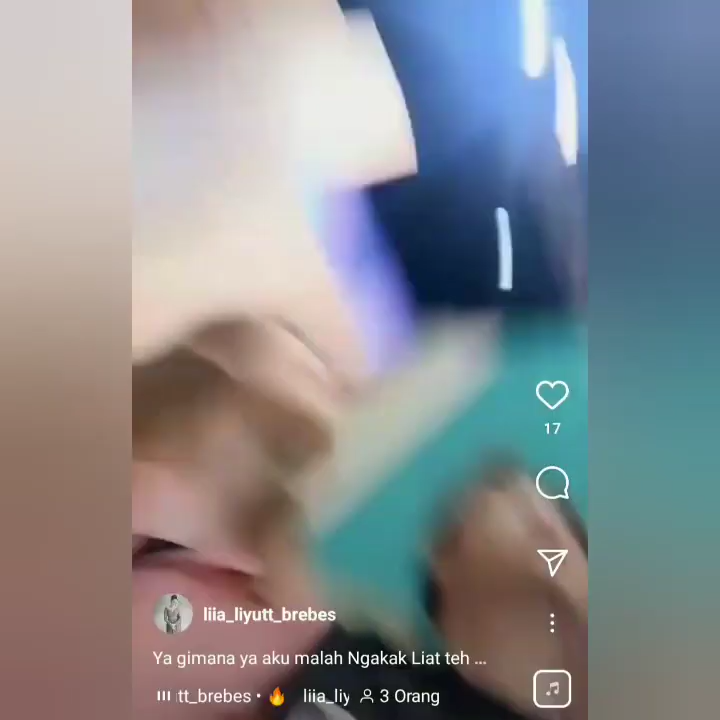 17
liia_liyutt_brebes
Ya gimana ya aku malah Ngakak Liat teh ...
tt_brebes • 🔥 liia_liy 3 Orang